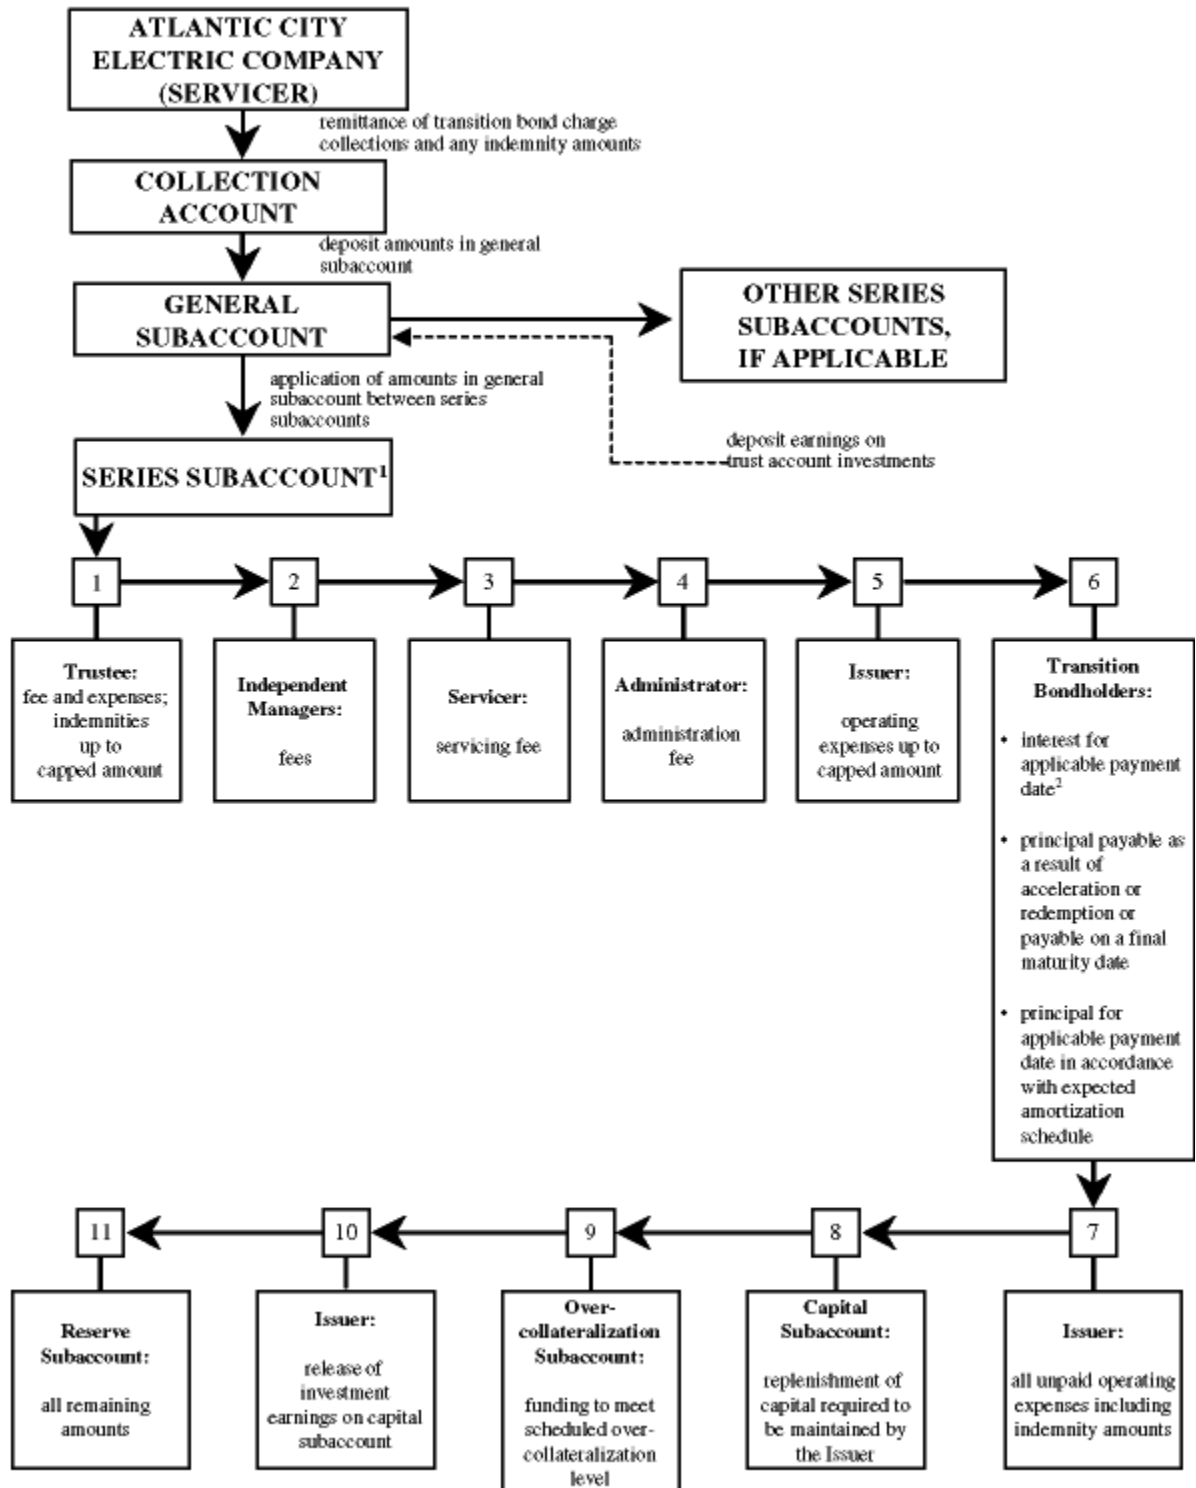 ATLANTIC CITY
ELECTRIC COMPANY
(SERVICER)
remittance of transition bond charge
collections and any indemnity amounts
COLLECTION
ACCOUNT
deposit amounts in general
subaccount
GENERAL
SUBACCOUNT
OTHER SERIES
SUBACCOUNTS,
IF APPLICABLE
application of amounts in general
subaccount between series
subaccounts
deposit earnings on
trust account investments
SERIES SUBACCOUNT¹
1
2
3
4
5
6
Trustee:
fee and expenses;
indemnities
up to
capped amount
Independent
Managers:
fees
Servicer:
servicing fee
Administrator:
administration
fee
Issuer:
operating
expenses up to
capped amount
Transition
Bondholders:
• interest for
applicable payment
date²
• principal payable as
a result of
acceleration or
redemption or
payable on a final
maturity date
• principal for
applicable payment
date in accordance
with expected
amortization
schedule
11
10
9
8
7
Reserve
Subaccount:
all remaining
amounts
Issuer:
release of
investment
earnings on capital
subaccount
Over-
collateralization
Subaccount:
funding to meet
scheduled over-
collateralization
level
Capital
Subaccount:
replenishment of
capital required to
be maintained by
the Issuer
Issuer:
all unpaid operating
expenses including
indemnity amounts